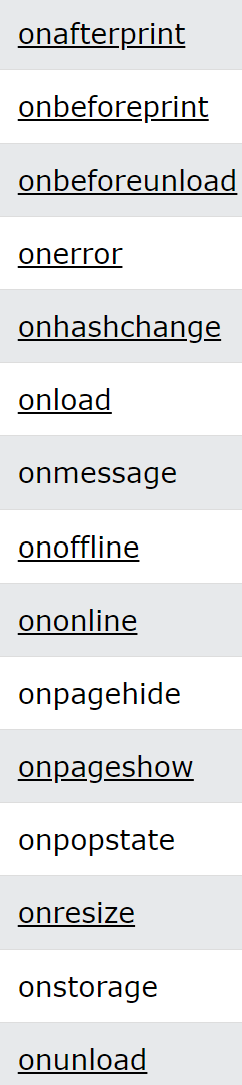 onafterprint
onbeforeprint
onbeforeunload
onerror
onhashchange
onload
onmessage
onoffline
ononline
onpagehide
onpageshow
onpopstate
onresize
onstorage
onunload